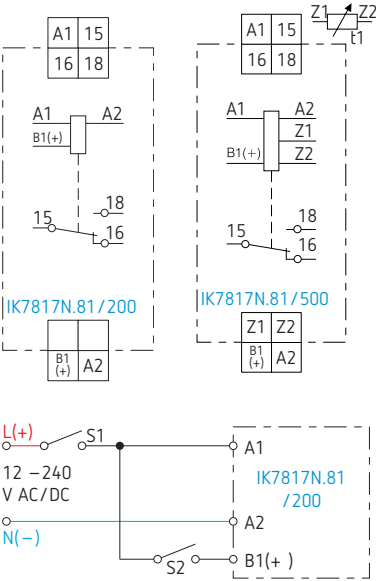 A1 15
16 18
A1 A2
B1(+)
18
15
16
IK7817N.81/200
B1
(+) A2
Z1 Z2
t1
A1 15
16 18
A1 A2
Z1
B1(+) Z2
18
15
16
IK7817N.81/500
Z1 Z2
B1
(+) A2
L(+) S1
A1
12 –240
V AC/DC
IK7817N.81
/200
A2
N(–)
S2
B1(+ )